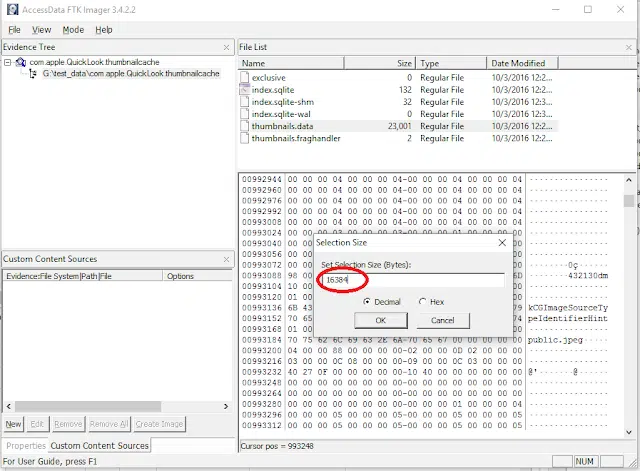 AccessData FTK Imager 3.4.2.2
File View Mode Help
Evidence Tree
com.apple.QuickLook.thumbnailcache
G:\test_data\com.apple.QuickLook.thumbnailcache
File List
Name Size Type Date Modified
exclusive 0 Regular File 10/3/2016 12:2...
index.sqlite 132 Regular File 10/3/2016 12:2...
index.sqlite-shm 32 Regular File 10/3/2016 12:3...
index.sqlite-wal 0 Regular File 10/3/2016 12:2...
thumbnails.data 23,001 Regular File 10/3/2016 12:2...
thumbnails.fraghandler 2 Regular File 10/3/2016 12:2...
00992944 00 00 00 04 00 00 00 04-00 00 00 04 00 00 00 04
00992960 00 00 00 04 00 00 00 04-00 00 00 04 00 00 00 04
00992976 00 00 00 04 00 00 00 04-00 00 00 04 00 00 00 04
00992992 00 00 00 04 00 00 00 04-00 00 00 04 00 00 00 04
00993008 00 00 00 04 00 00 00 04-00 00 00 04 00 00 00 04
00993024
00993040
00993056
00993072 0ç
00993088 432130dm
00993104
00993120
00993136 6B 43 kCGImageSourceTy
00993152 70 65 peIdentifierHint
00993168
00993184 70 75 62 6C 69 63 2E 6A-70 65 67 00 00 00 00 00 public.jpeg
00993200 04 00 00 88 00 00 00 00-02 00 00 0D 02 00 00 00
00993216 03 00 00 0C 08 00 00 00-09 00 0C 03 00 00 00 00
00993232 40 27 0F 00 00 00 00 00-10 40 00 00 00 00 00 00 @' @
00993248 00 00 00 00 00 00 00 00-00 00 00 00 00 00 00 00
00993264 00 00 00 00 00 00 00 00-00 00 00 00 00 00 00 00
00993280 00 00 00 00 00 00 00 00-00 00 01 00 00 00 00 04
00993296 00 00 00 05 00 00 00 05-00 00 00 05 00 00 00 05
00993312 00 00 00 05 00 00 00 05-00 00 00 05 00 00 00 05
Selection Size
Set Selection Size (Bytes):
16384
Decimal Hex
OK Cancel
Custom Content Sources
Evidence:File System|Path|File Options
New Edit Remove Remove All Create Image
Properties Custom Content Sources
Cursor pos = 993248
For User Guide, press F1
NUM